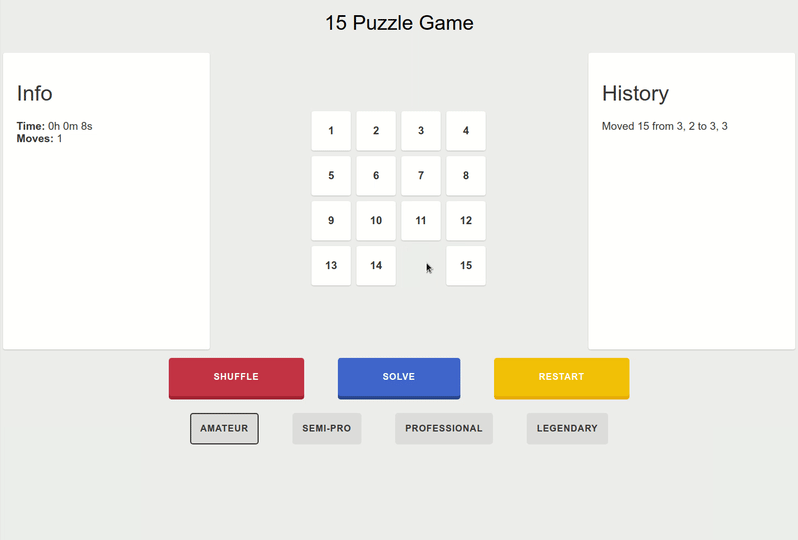 15 Puzzle Game
Info
Time: 0h 0m 8s
Moves: 1
1 2 3 4
5 6 7 8
9 10 11 12
13 14 15
History
Moved 15 from 3, 2 to 3, 3
SHUFFLE SOLVE RESTART
AMATEUR SEMI-PRO PROFESSIONAL LEGENDARY